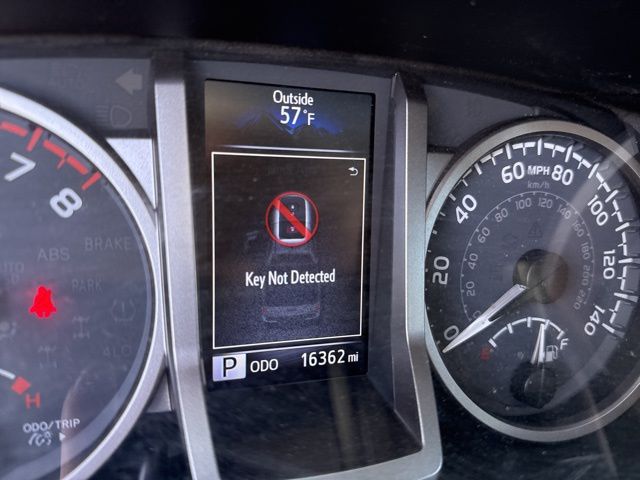 Outside
57°F
Key Not Detected
P ODO 16362 mi
7
8
ABS
BRAKE
PARK
H
ODO/TRIP
0
20
40
60 MPH 80
100
120
140
km/h
E
F